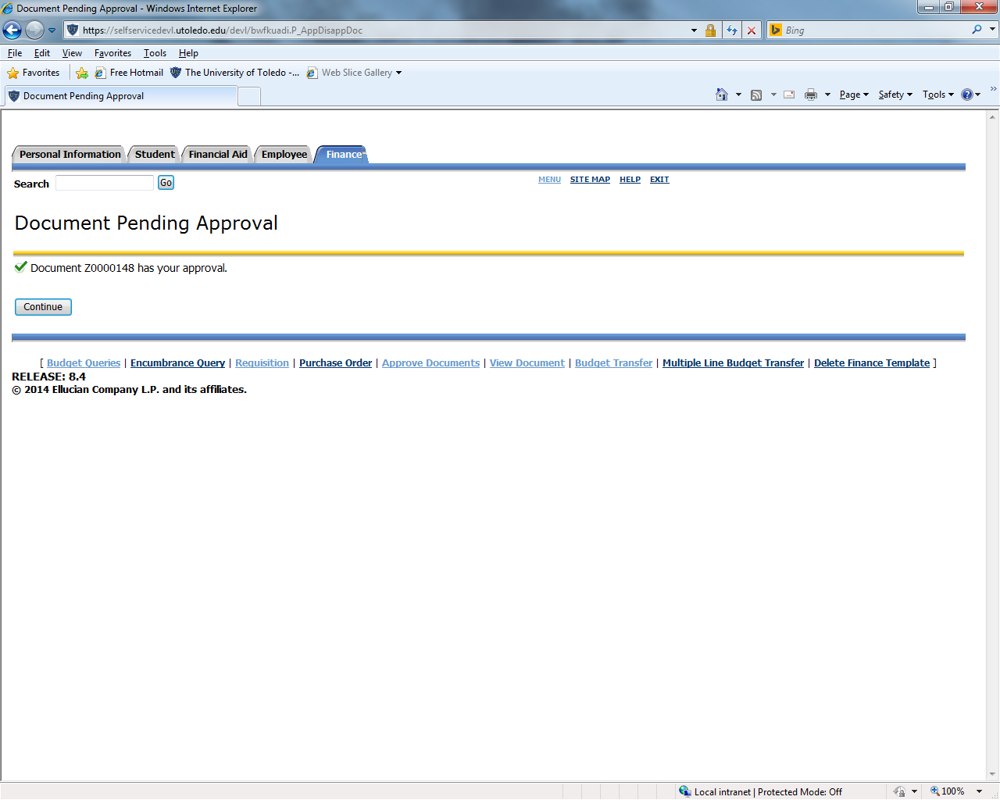 Document Pending Approval - Windows Internet Explorer
https://selfservicedevl.utoledo.edu/devl/bwfkuadi.P_AppDisappDoc
Bing
File Edit View Favorites Tools Help
Favorites Free Hotmail The University of Toledo -... Web Slice Gallery
Document Pending Approval Page Safety Tools
Personal Information Student Financial Aid Employee Finance
Search Go MENU SITE MAP HELP EXIT
Document Pending Approval
Document Z0000148 has your approval.
Continue
[ Budget Queries | Encumbrance Query | Requisition | Purchase Order | Approve Documents | View Document | Budget Transfer | Multiple Line Budget Transfer | Delete Finance Template ]
RELEASE: 8.4
© 2014 Ellucian Company L.P. and its affiliates.
Local intranet | Protected Mode: Off 100%